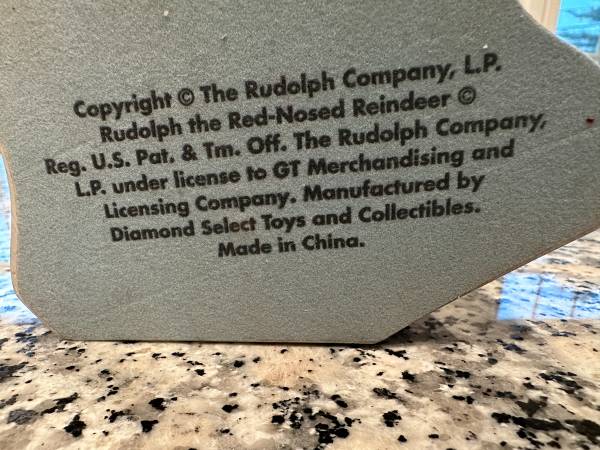 Copyright © The Rudolph Company, L.P.
Rudolph the Red-Nosed Reindeer ©
Reg. U.S. Pat. & Tm. Off. The Rudolph Company,
L.P. under license to GT Merchandising and
Licensing Company. Manufactured by
Diamond Select Toys and Collectibles.
Made in China.